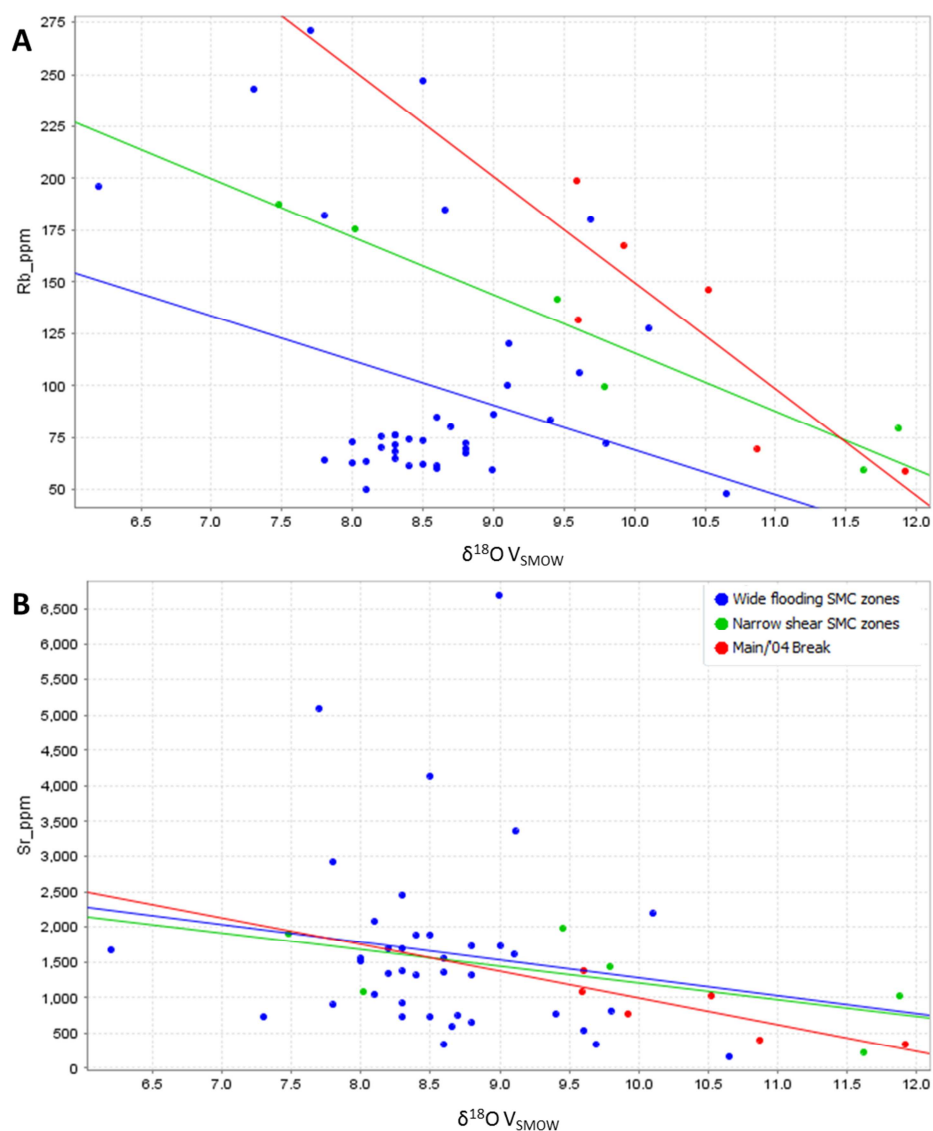 A
275
250
225
200
175
150
125
100
75
50
Rb_ppm
6.5 7.0 7.5 8.0 8.5 9.0 9.5 10.0 10.5 11.0 11.5 12.0
δ¹⁸O V_SMOW
B
Wide flooding SMC zones
Narrow shear SMC zones
Main/'04 Break
6,500
6,000
5,500
5,000
4,500
4,000
3,500
3,000
2,500
2,000
1,500
1,000
500
0
Sr_ppm
6.5 7.0 7.5 8.0 8.5 9.0 9.5 10.0 10.5 11.0 11.5 12.0
δ¹⁸O V_SMOW